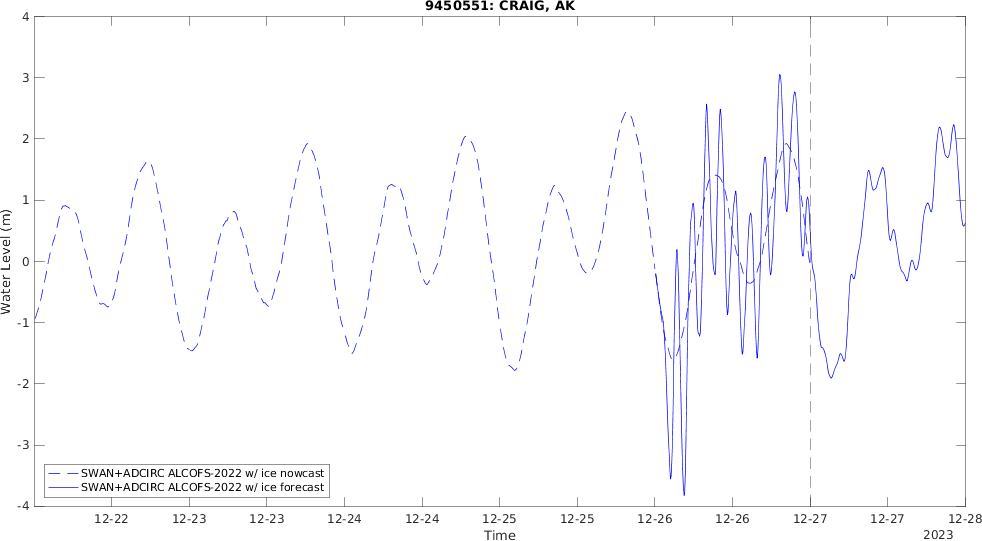 9450551: CRAIG, AK
Water Level (m)
4
3
2
1
0
-1
-2
-3
-4
SWAN+ADCIRC ALCOFS-2022 w/ ice nowcast
SWAN+ADCIRC ALCOFS-2022 w/ ice forecast
12-22 12-23 12-23 12-24 12-24 12-25 12-25 12-26 12-26 12-27 12-27 12-28
Time
2023